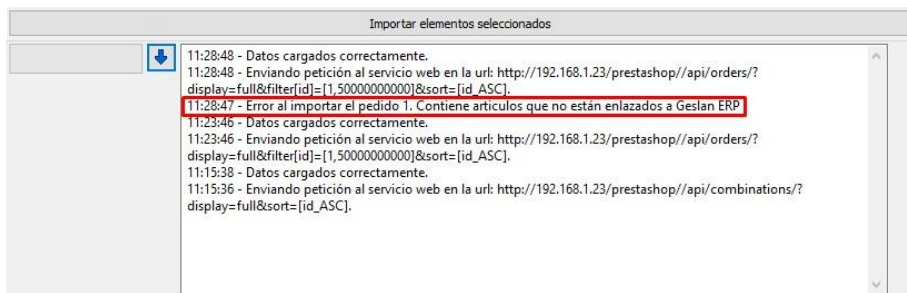 Importar elementos seleccionados
11:28:48 - Datos cargados correctamente.
11:28:48 - Enviando petición al servicio web en la url: http://192.168.1.23/prestashop//api/orders/?
display=full&filter[id]=[1,50000000000]&sort=[id_ASC].
11:28:47 - Error al importar el pedido 1. Contiene artículos que no están enlazados a Geslan ERP
11:23:46 - Datos cargados correctamente.
11:23:46 - Enviando petición al servicio web en la url: http://192.168.1.23/prestashop//api/orders/?
display=full&filter[id]=[1,50000000000]&sort=[id_ASC].
11:15:38 - Datos cargados correctamente.
11:15:36 - Enviando petición al servicio web en la url: http://192.168.1.23/prestashop//api/combinations/?
display=full&sort=[id_ASC].